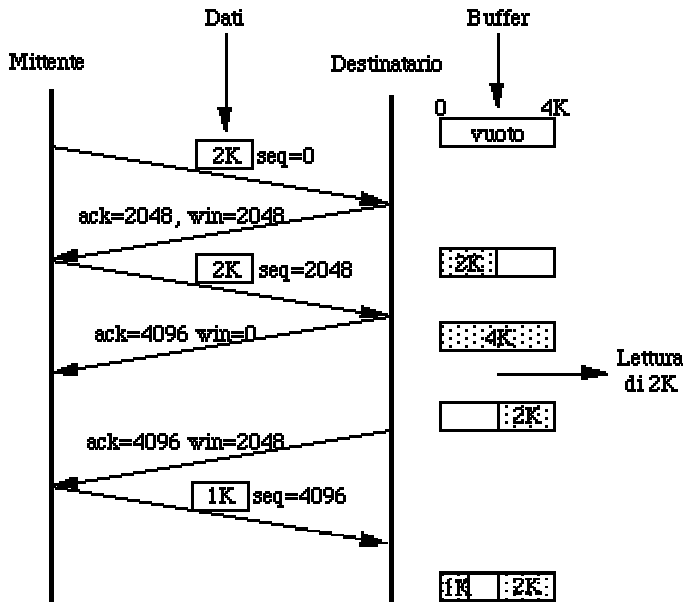 Dati
Buffer
Mittente
Destinatario
0
4K
vuoto
2K
seq=0
ack=2048, win=2048
2K
2K
seq=2048
ack=4096 win=0
4K
Lettura
di 2K
2K
ack=4096 win=2048
1K
seq=4096
1K
2K